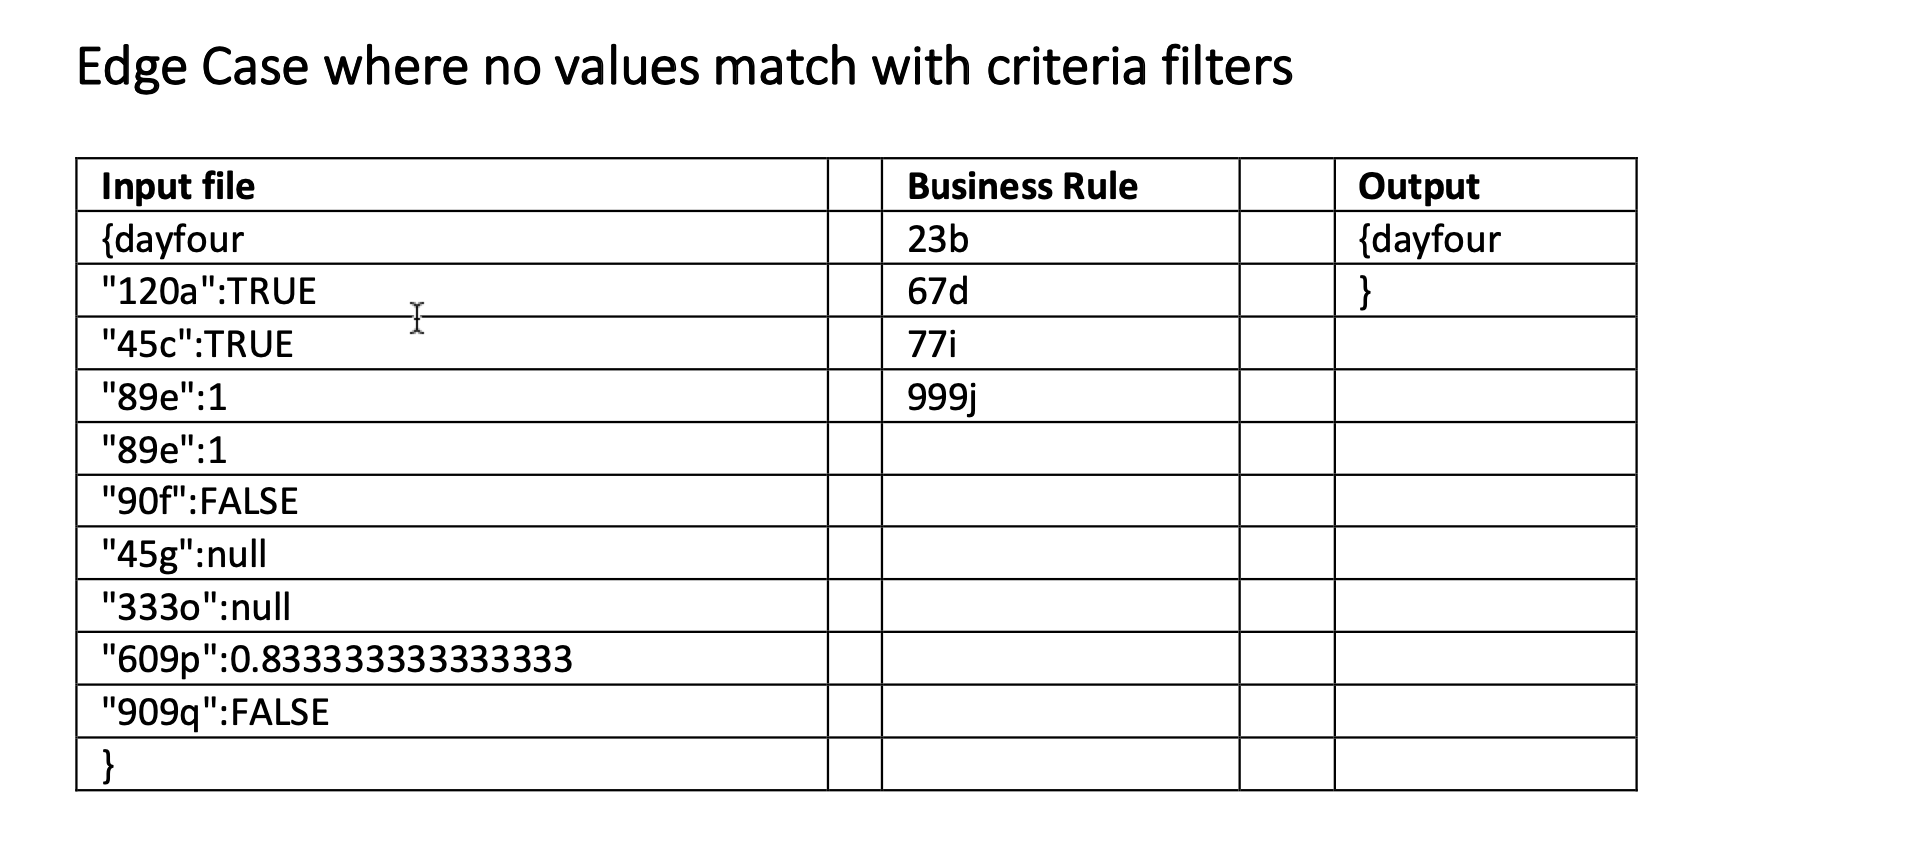 Edge Case where no values match with criteria filters
Input file Business Rule Output
{dayfour 23b {dayfour
"120a":TRUE 67d }
"45c":TRUE 77i
"89e":1 999j
"89e":1
"90f":FALSE
"45g":null
"333o":null
"609p":0.833333333333333
"909q":FALSE
}